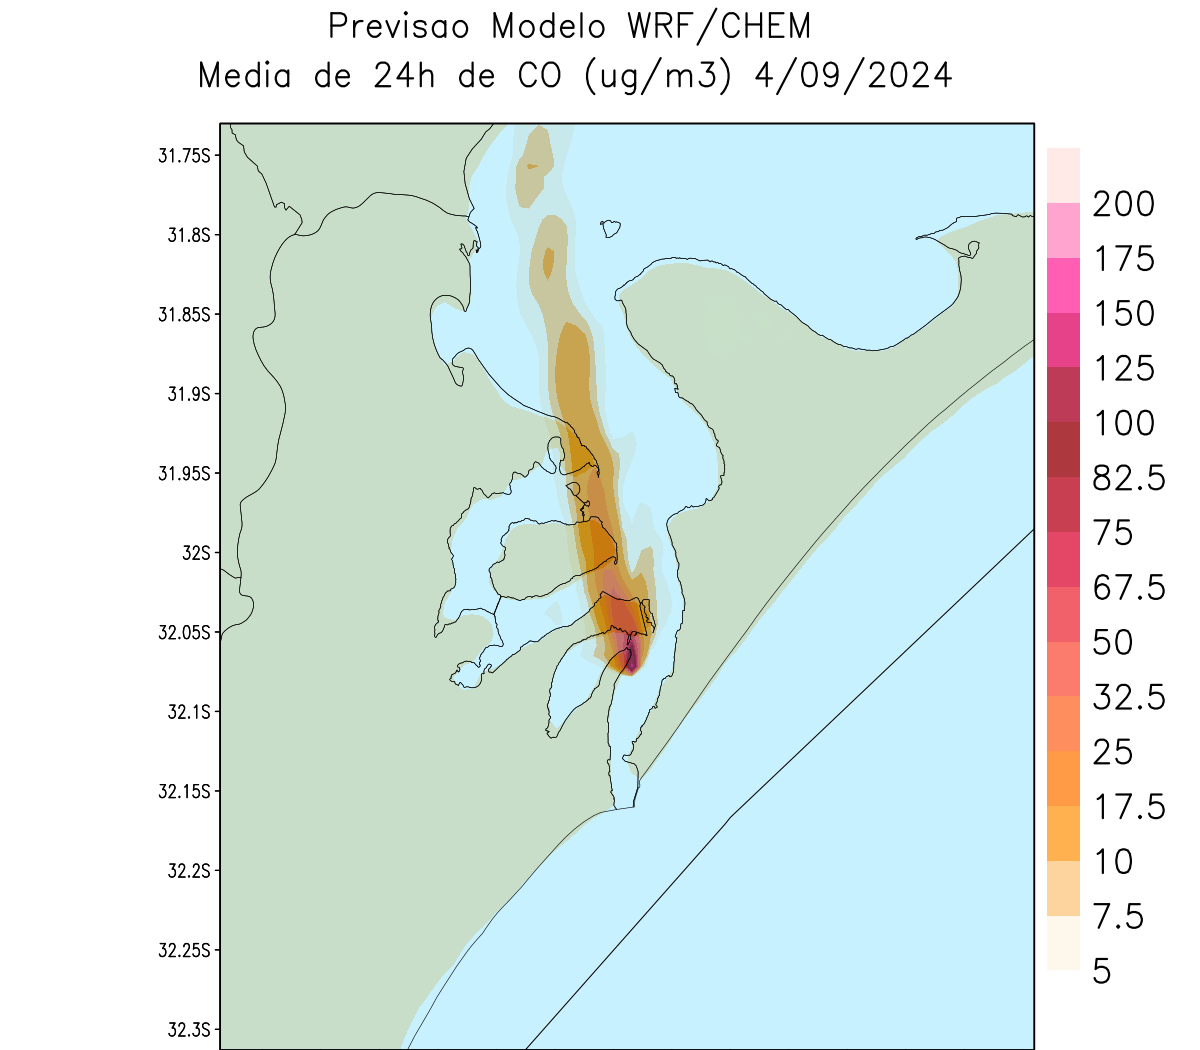 Previsao Modelo WRF/CHEM
Media de 24h de CO (ug/m3) 4/09/2024
31.75S
31.8S
31.85S
31.9S
31.95S
32S
32.05S
32.1S
32.15S
32.2S
32.25S
32.3S
200
175
150
125
100
82.5
75
67.5
50
32.5
25
17.5
10
7.5
5